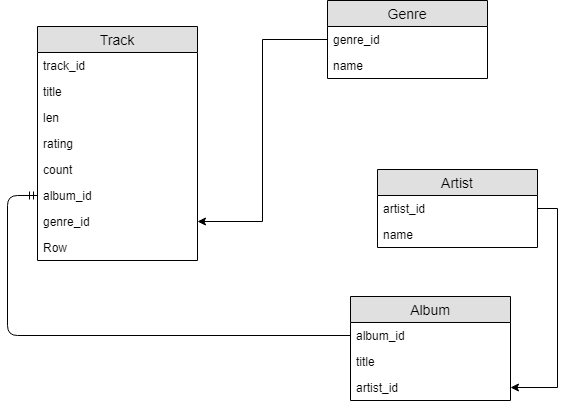 Track
track_id
title
len
rating
count
album_id
genre_id
Row
Genre
genre_id
name
Artist
artist_id
name
Album
album_id
title
artist_id